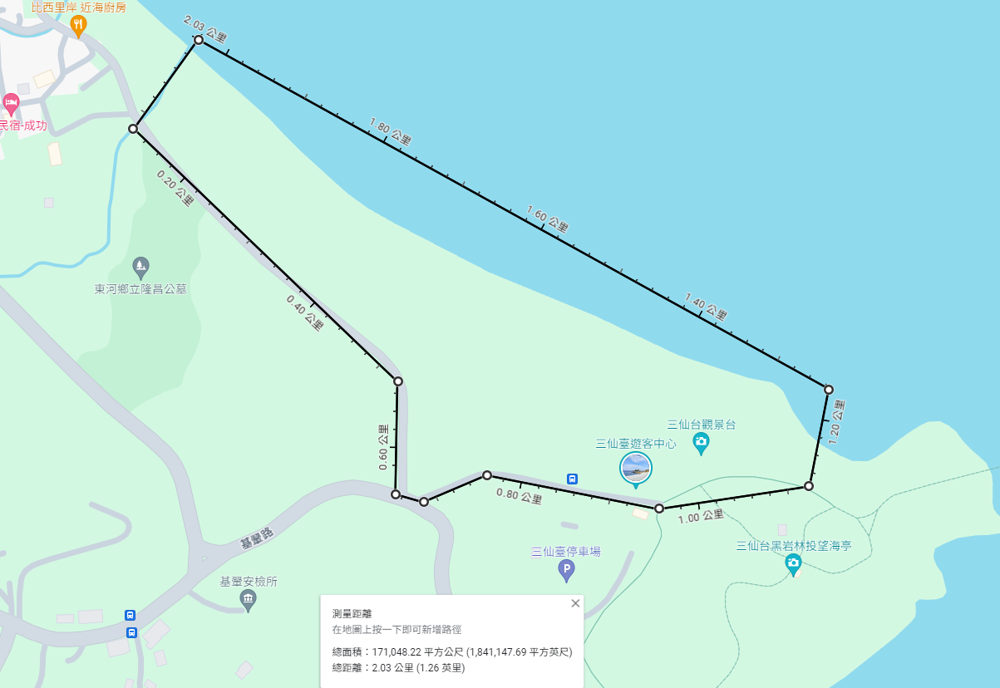 比西里岸 近海廚房
2.03 公里
民宿-成功
1.80 公里
0.20 公里
1.60 公里
東河鄉立隆昌公墓
0.40 公里
1.40 公里
1.20 公里
三仙台觀景台
三仙臺遊客中心
0.60 公里
0.80 公里
1.00 公里
基翬路
三仙臺停車場
P
三仙台黑岩林投望海亭
基翬安檢所
測量距離
在地圖上按一下即可新增路徑
總面積：171,048.22 平方公尺 (1,841,147.69 平方英尺)
總距離：2.03 公里 (1.26 英里)